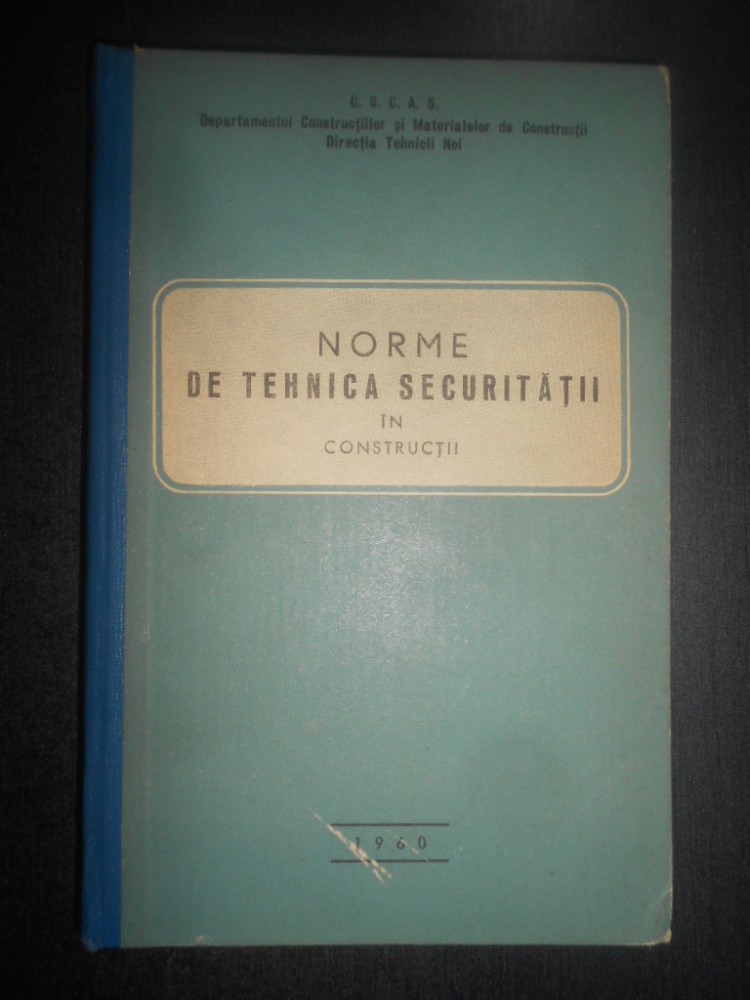 C. S. C. A. S.
Departamentul Construcțiilor și Materialelor de Construcții
Direcția Tehnicii Noi
NORME
DE TEHNICA SECURITĂȚII
ÎN
CONSTRUCȚII
1960